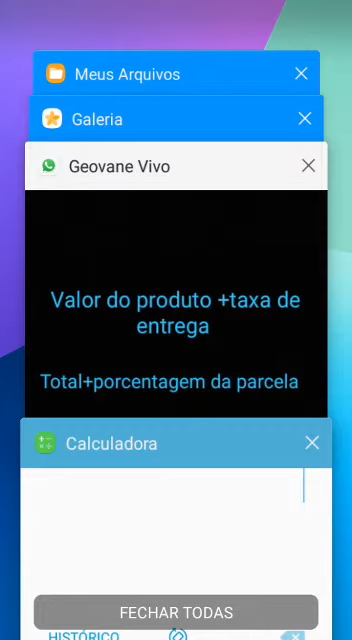 Meus Arquivos
Galeria
Geovane Vivo
Valor do produto +taxa de
entrega
Total+porcentagem da parcela
Calculadora
FECHAR TODAS
HISTÓRICO